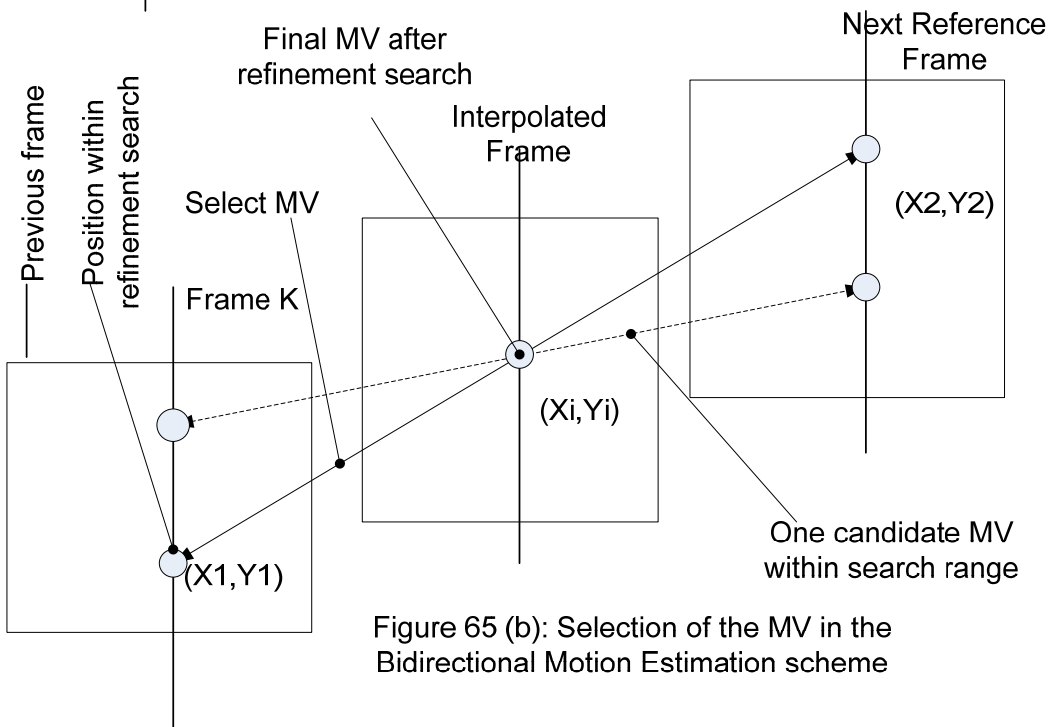 Next Reference
Frame
Final MV after
refinement search
Interpolated
Frame
Previous frame
Position within
refinement search
Select MV
(X2,Y2)
Frame K
(Xi,Yi)
One candidate MV
within search range
(X1,Y1)
Figure 65 (b): Selection of the MV in the
Bidirectional Motion Estimation scheme